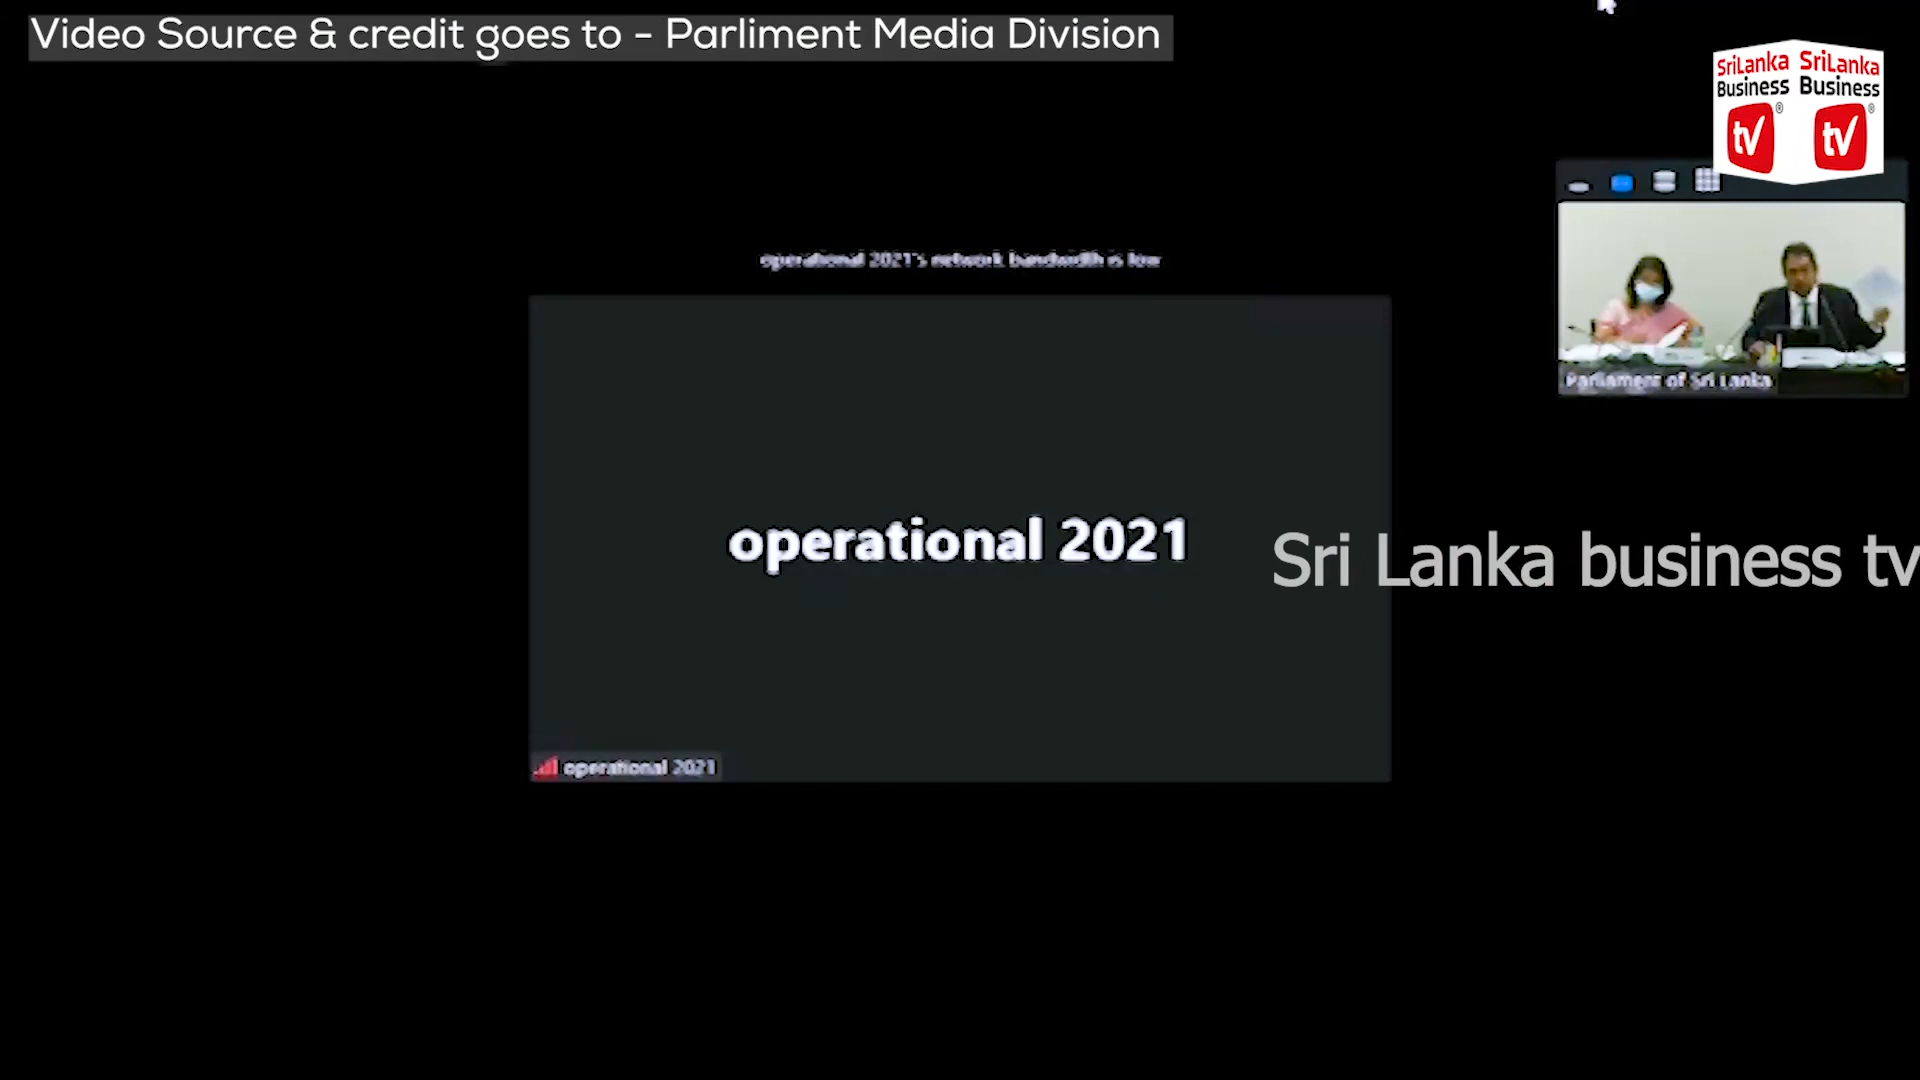 Video Source & credit goes to - Parliment Media Division
SriLanka
Business
tv
®
SriLanka
Business
tv
®
operational 2021's network bandwidth is low
Parliament of Sri Lanka
operational 2021
Sri Lanka business tv
operational 2021